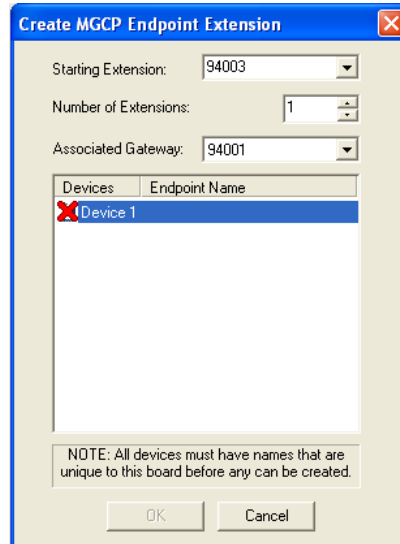 Create MGCP Endpoint Extension
Starting Extension: 94003
Number of Extensions: 1
Associated Gateway: 94001
Devices Endpoint Name
Device 1
NOTE: All devices must have names that are
unique to this board before any can be created.
OK Cancel